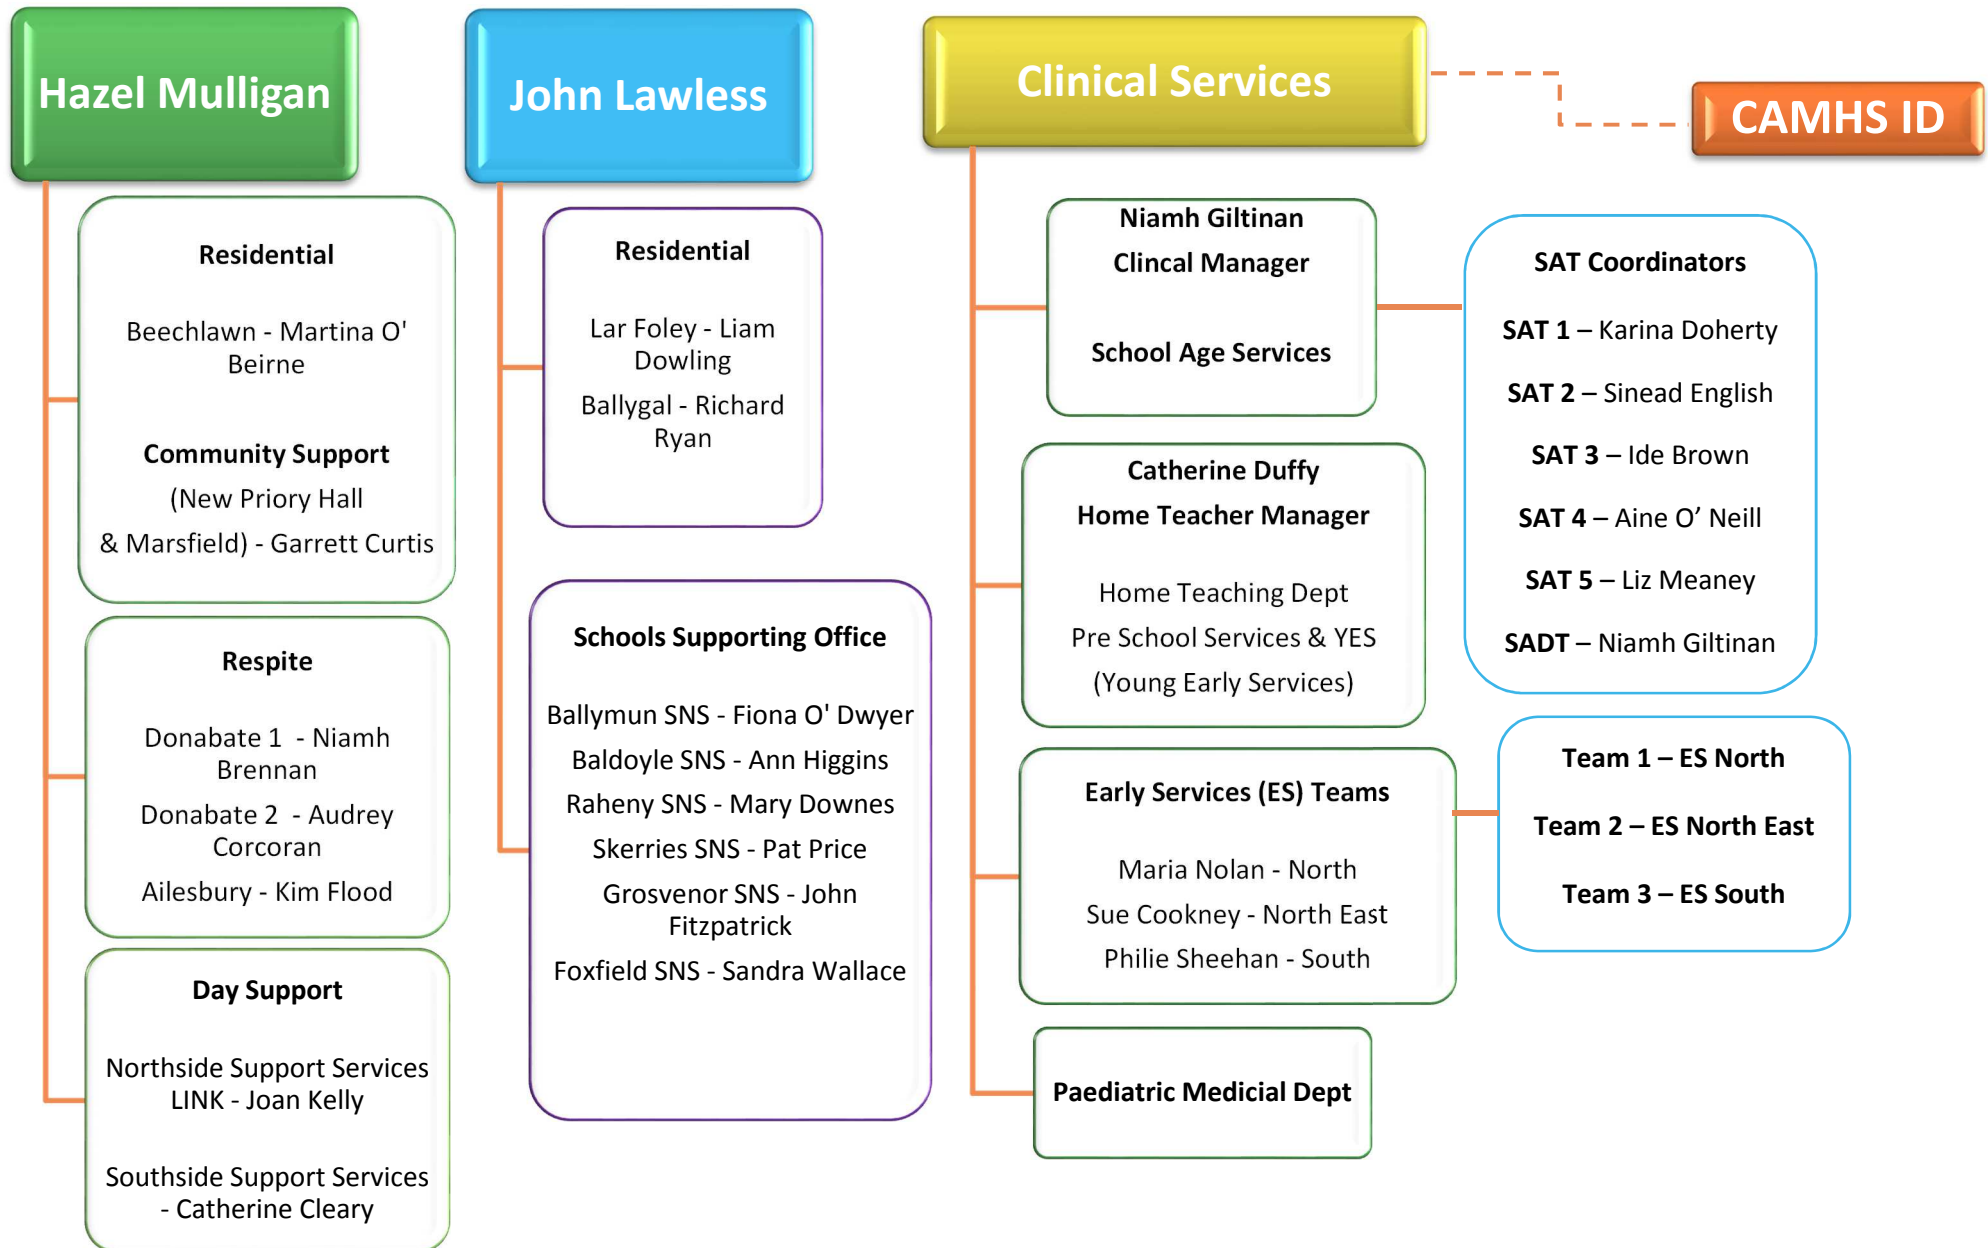 Hazel Mulligan
Residential
Beechlawn - Martina O'
Beirne
Community Support
(New Priory Hall
& Marsfield) - Garrett Curtis
Respite
Donabate 1  - Niamh
Brennan
Donabate 2  - Audrey
Corcoran
Ailesbury - Kim Flood
Day Support
Northside Support Services
LINK - Joan Kelly
Southside Support Services
- Catherine Cleary
John Lawless
Residential
Lar Foley - Liam
Dowling
Ballygal - Richard
Ryan
Schools Supporting Office
Ballymun SNS - Fiona O' Dwyer
Baldoyle SNS - Ann Higgins
Raheny SNS - Mary Downes
Skerries SNS - Pat Price
Grosvenor SNS - John
Fitzpatrick
Foxfield SNS - Sandra Wallace
Clinical Services
CAMHS ID
Niamh Giltinan
Clincal Manager
School Age Services
SAT Coordinators
SAT 1 – Karina Doherty
SAT 2 – Sinead English
SAT 3 – Ide Brown
SAT 4 – Aine O’ Neill
SAT 5 – Liz Meaney
SADT – Niamh Giltinan
Catherine Duffy
Home Teacher Manager
Home Teaching Dept
Pre School Services & YES
(Young Early Services)
Early Services (ES) Teams
Maria Nolan - North
Sue Cookney - North East
Philie Sheehan - South
Team 1 – ES North
Team 2 – ES North East
Team 3 – ES South
Paediatric Medicial Dept